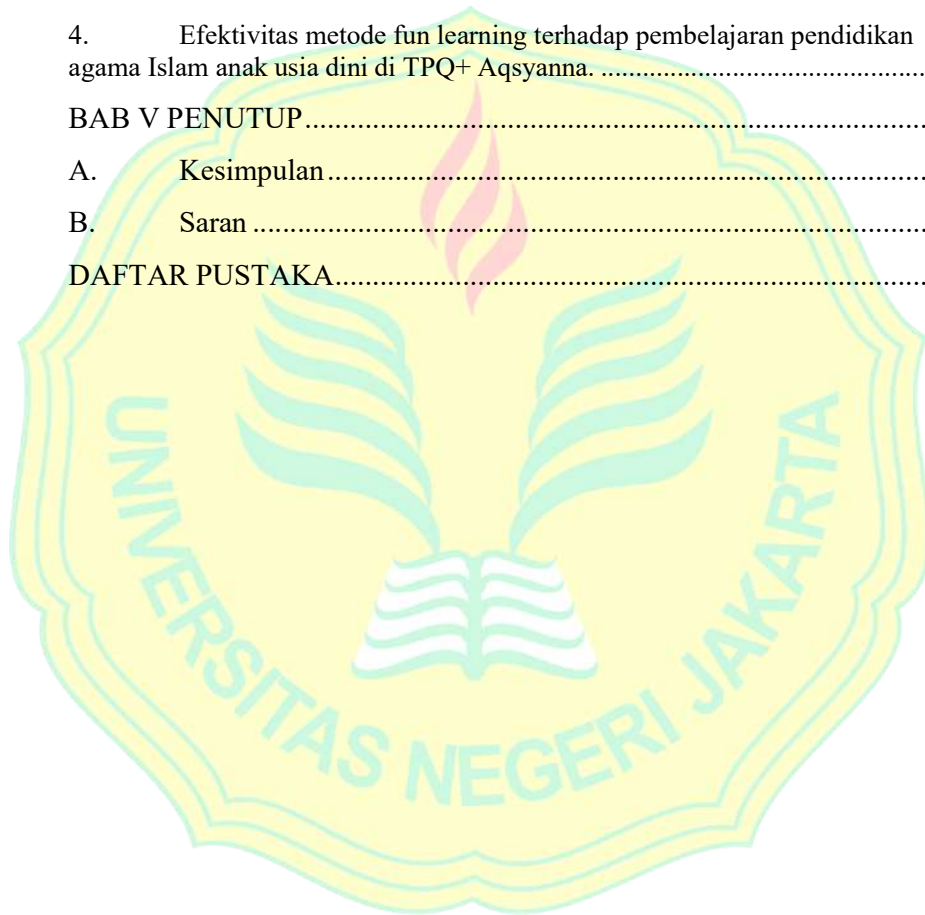 4. Efektivitas metode fun learning terhadap pembelajaran pendidikan
agama Islam anak usia dini di TPQ+ Aqsyanna. ................................................
BAB V PENUTUP................................................................................
A. Kesimpulan................................................................................
B. Saran ..........................................................................................
DAFTAR PUSTAKA............................................................................
UNIVERSITAS NEGERI JAKARTA